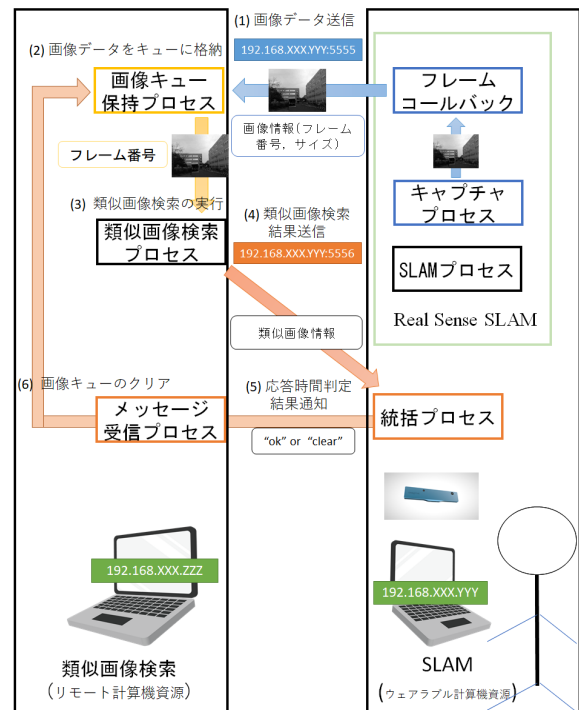 (1) 画像データ送信
192.168.XXX.YYY:5555
(2) 画像データをキューに格納
画像キュー
保持プロセス
フレーム
コールバック
画像情報(フレーム
番号, サイズ)
フレーム番号
キャプチャ
プロセス
(3) 類似画像検索の実行
類似画像検索
プロセス
(4) 類似画像検索
結果送信
192.168.XXX.YYY:5556
SLAMプロセス
Real Sense SLAM
類似画像情報
(6) 画像キューのクリア
メッセージ
受信プロセス
(5) 応答時間判定
結果通知
“ok” or “clear”
統括プロセス
192.168.XXX.ZZZ
192.168.XXX.YYY
類似画像検索
(リモート計算機資源)
SLAM
(ウェアラブル計算機資源)